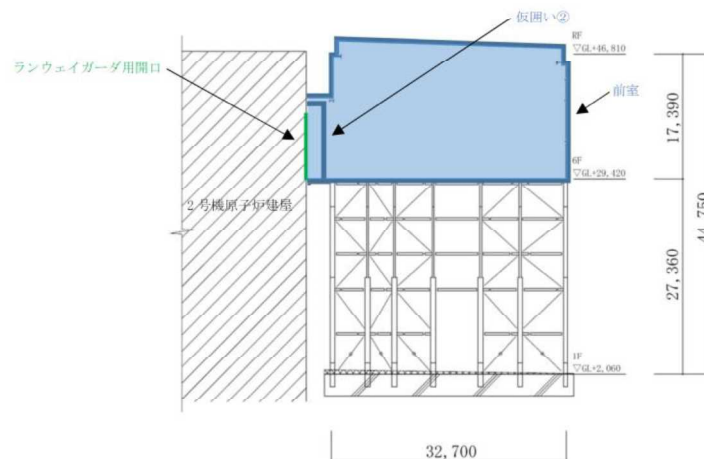 仮囲い②
RF
▽GL+46,810
ランウェイガーダ用開口
前室
17,390
6F
▽GL+29,420
2号機原子炉建屋
44,750
27,360
1F
▽GL+2,060
32,700